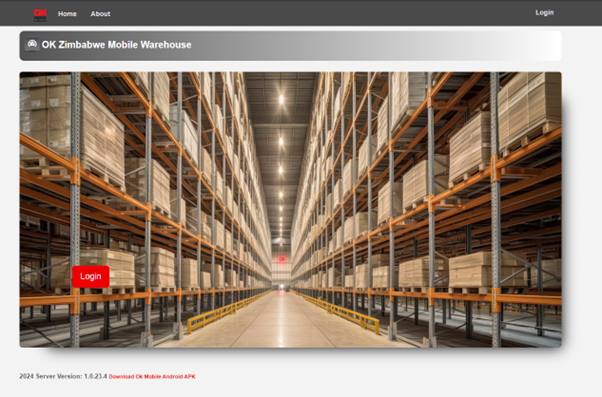 OK
Home
About
Login
OK Zimbabwe Mobile Warehouse
Login
2024 Server Version: 1.0.23.4 Download Ok Mobile Android APK